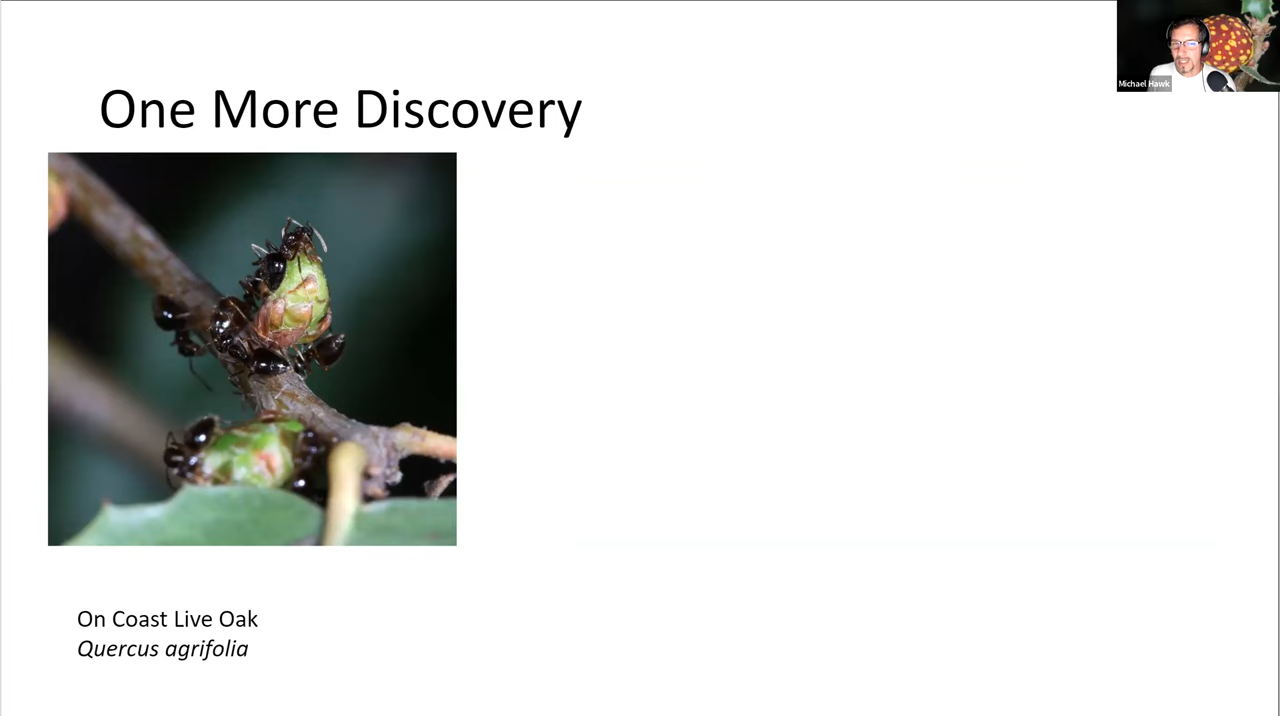 Michael Hawk
One More Discovery
On Coast Live Oak
Quercus agrifolia